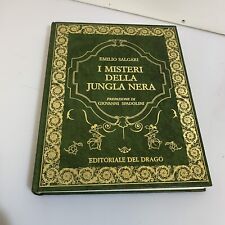 EMILIO SALGARI
I MISTERI
DELLA
JUNGLA NERA
PREFAZIONE DI
GIOVANNI SPADOLINI
EDITORIALE DEL DRAGO